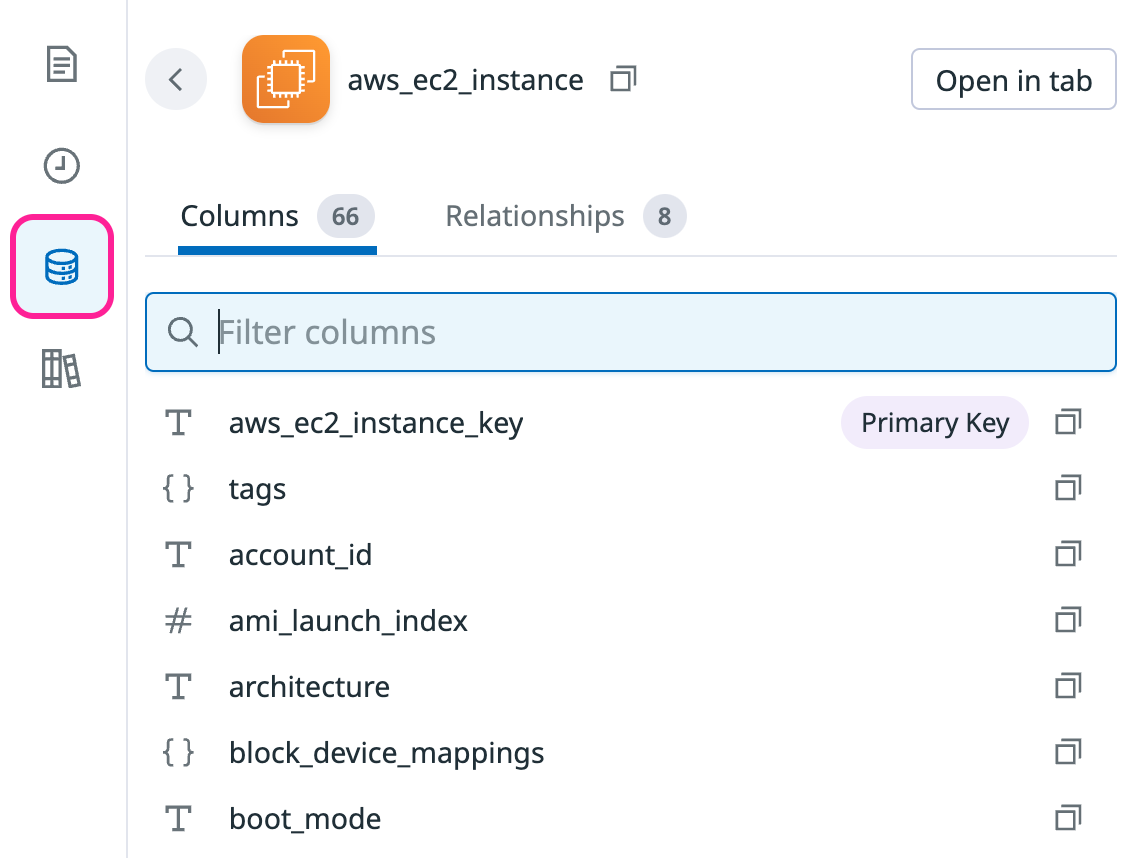 aws_ec2_instance
Open in tab
Columns 66 Relationships 8
Filter columns
aws_ec2_instance_key Primary Key
tags
account_id
ami_launch_index
architecture
block_device_mappings
boot_mode